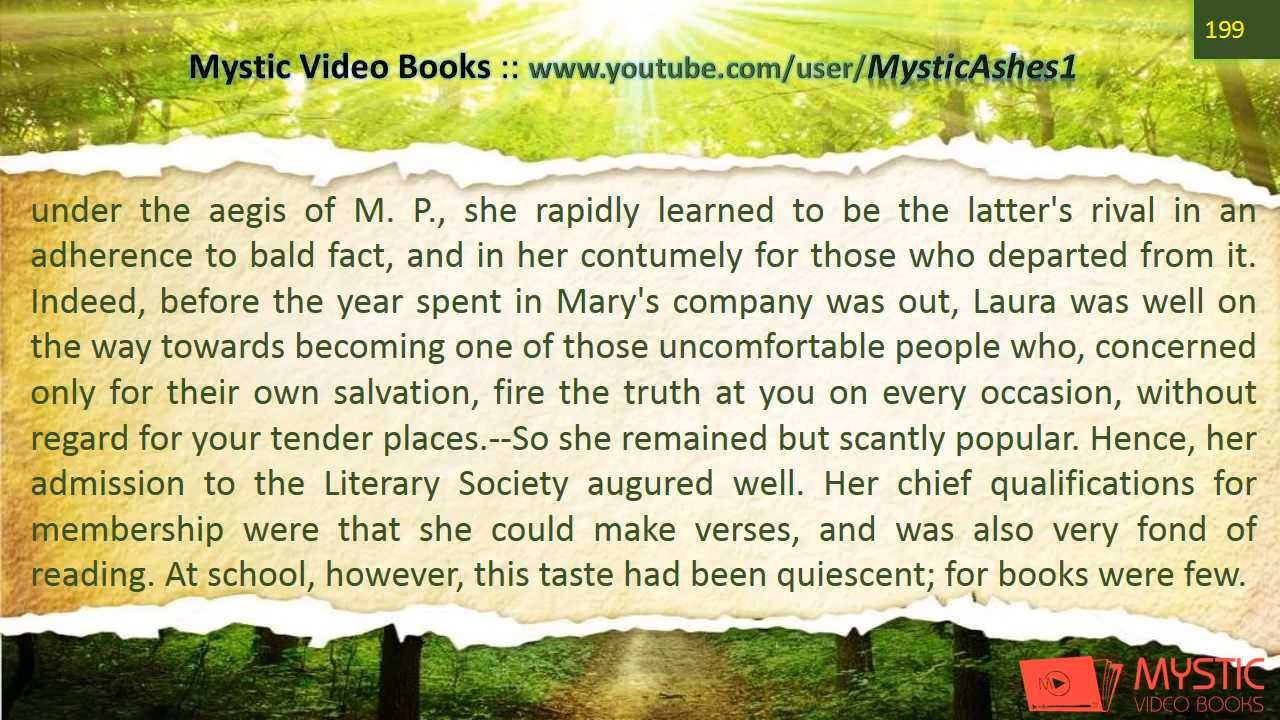 199
Mystic Video Books :: www.youtube.com/user/MysticAshes1
under the aegis of M. P., she rapidly learned to be the latter's rival in an
adherence to bald fact, and in her contumely for those who departed from it.
Indeed, before the year spent in Mary's company was out, Laura was well on
the way towards becoming one of those uncomfortable people who, concerned
only for their own salvation, fire the truth at you on every occasion, without
regard for your tender places.--So she remained but scantly popular. Hence, her
admission to the Literary Society augured well. Her chief qualifications for
membership were that she could make verses, and was also very fond of
reading. At school, however, this taste had been quiescent; for books were few.
MYSTIC
VIDEO BOOKS